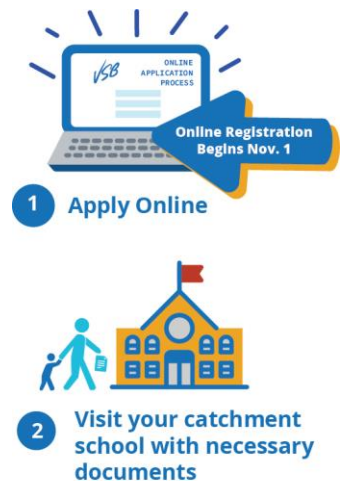 VSB
ONLINE
APPLICATION
PROCESS
Online Registration
Begins Nov. 1
1 Apply Online
2 Visit your catchment
school with necessary
documents